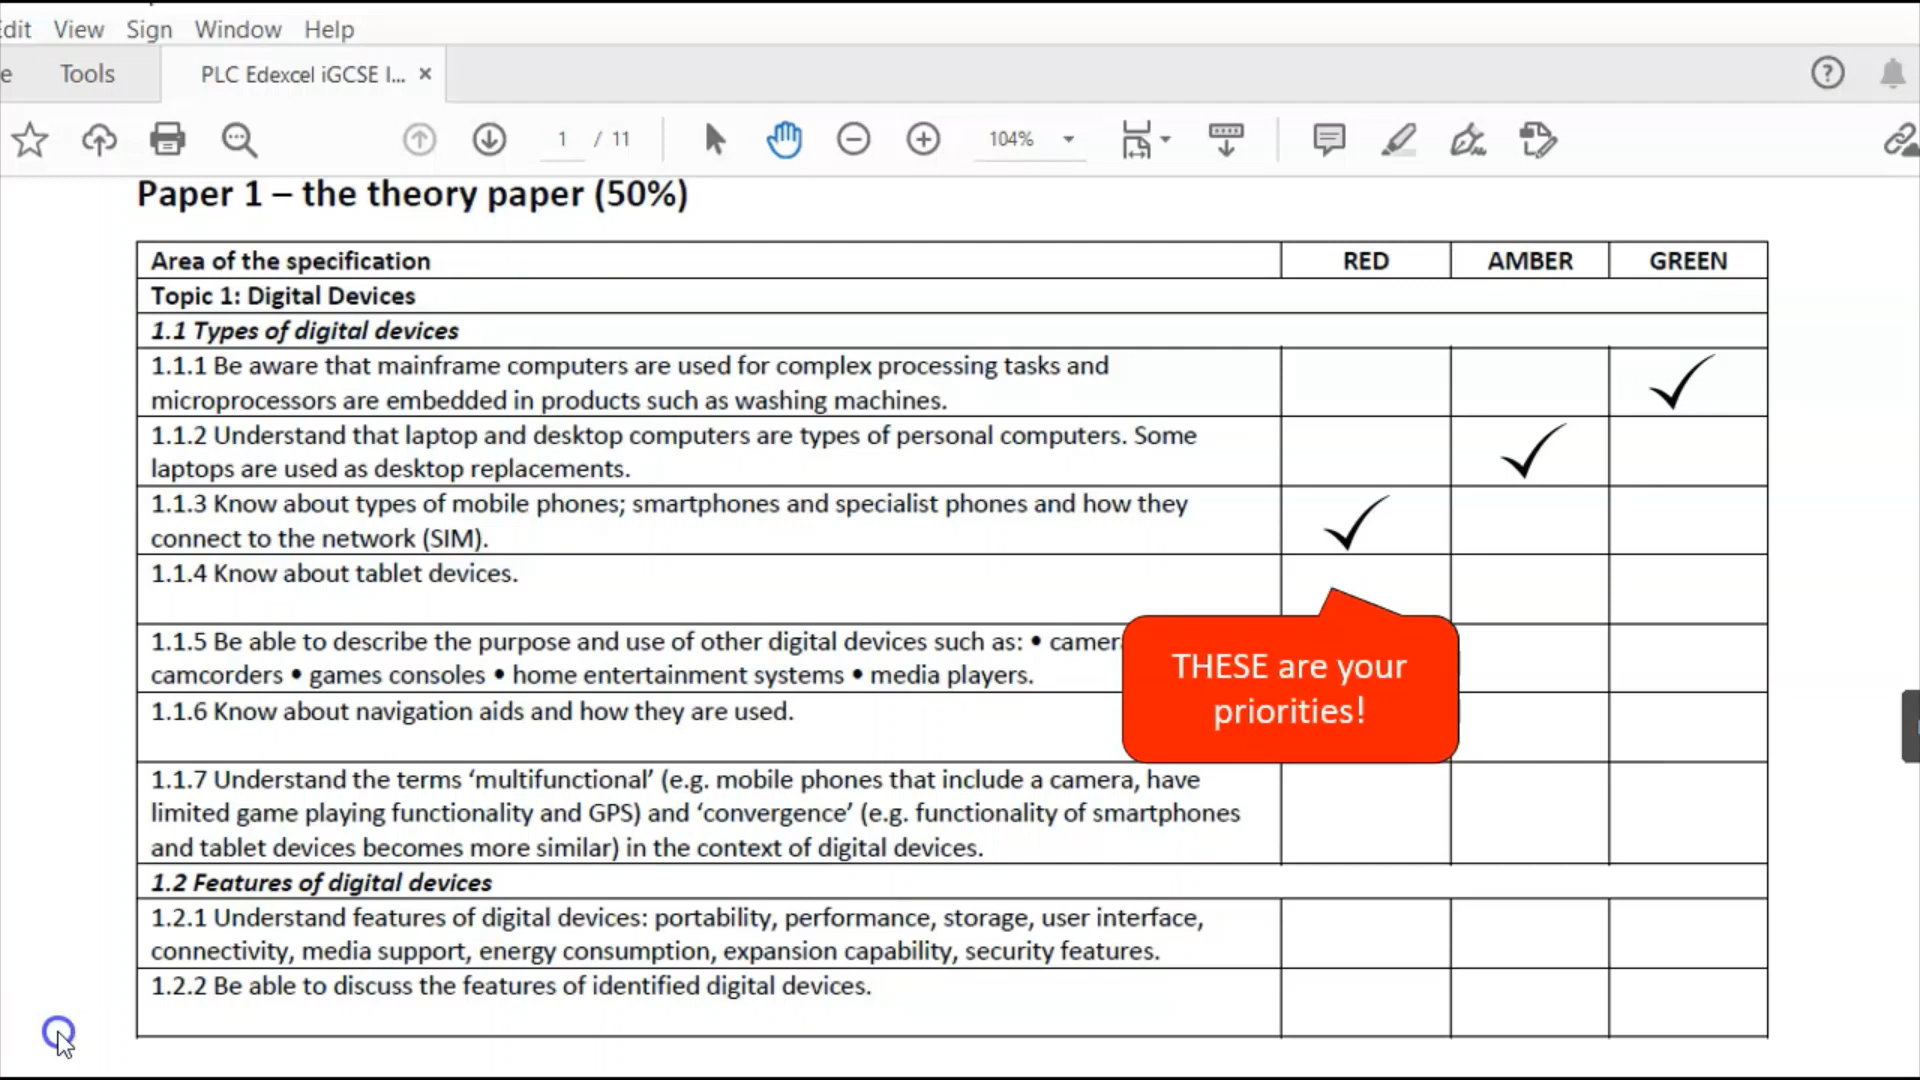 Edit View Sign Window Help
e Tools PLC Edexcel iGCSE I... ×
1 / 11 104%
Paper 1 – the theory paper (50%)
Area of the specification RED AMBER GREEN
Topic 1: Digital Devices
1.1 Types of digital devices
1.1.1 Be aware that mainframe computers are used for complex processing tasks and
microprocessors are embedded in products such as washing machines.
1.1.2 Understand that laptop and desktop computers are types of personal computers. Some
laptops are used as desktop replacements.
1.1.3 Know about types of mobile phones; smartphones and specialist phones and how they
connect to the network (SIM).
1.1.4 Know about tablet devices.
1.1.5 Be able to describe the purpose and use of other digital devices such as: •
camcorders • games consoles • home entertainment systems • media players.
THESE are your
priorities!
1.1.6 Know about navigation aids and how they are used.
1.1.7 Understand the terms ‘multifunctional’ (e.g. mobile phones that include a camera, have
limited game playing functionality and GPS) and ‘convergence’ (e.g. functionality of smartphones
and tablet devices becomes more similar) in the context of digital devices.
1.2 Features of digital devices
1.2.1 Understand features of digital devices: portability, performance, storage, user interface,
connectivity, media support, energy consumption, expansion capability, security features.
1.2.2 Be able to discuss the features of identified digital devices.